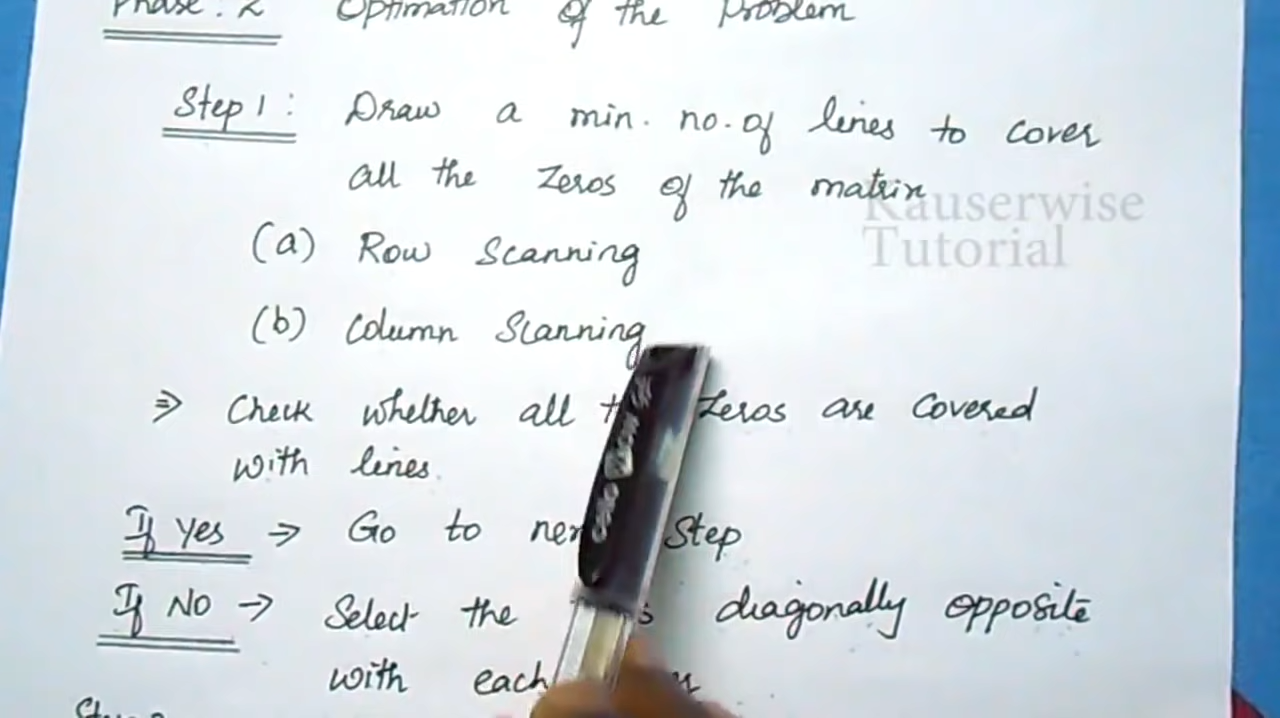 Phase: 2 Optimation of the Problem
Step 1: Draw a min. no. of lines to cover
all the zeros of the matrix
Kauserwise
Tutorial
(a) Row Scanning
(b) Column Scanning
⇒ Check whether all zeros are covered
with lines.
If Yes ⇒ Go to Step
If NO → Select the diagonally opposite
with each